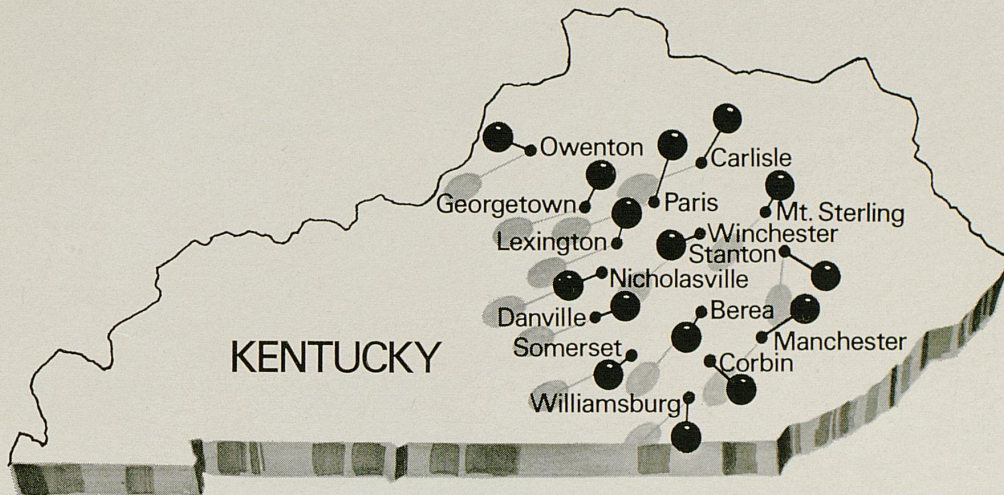 Owenton
Carlisle
Georgetown
Paris
Mt. Sterling
Lexington
Winchester
Stanton
Nicholasville
Danville
Berea
Somerset
Manchester
KENTUCKY
Corbin
Williamsburg